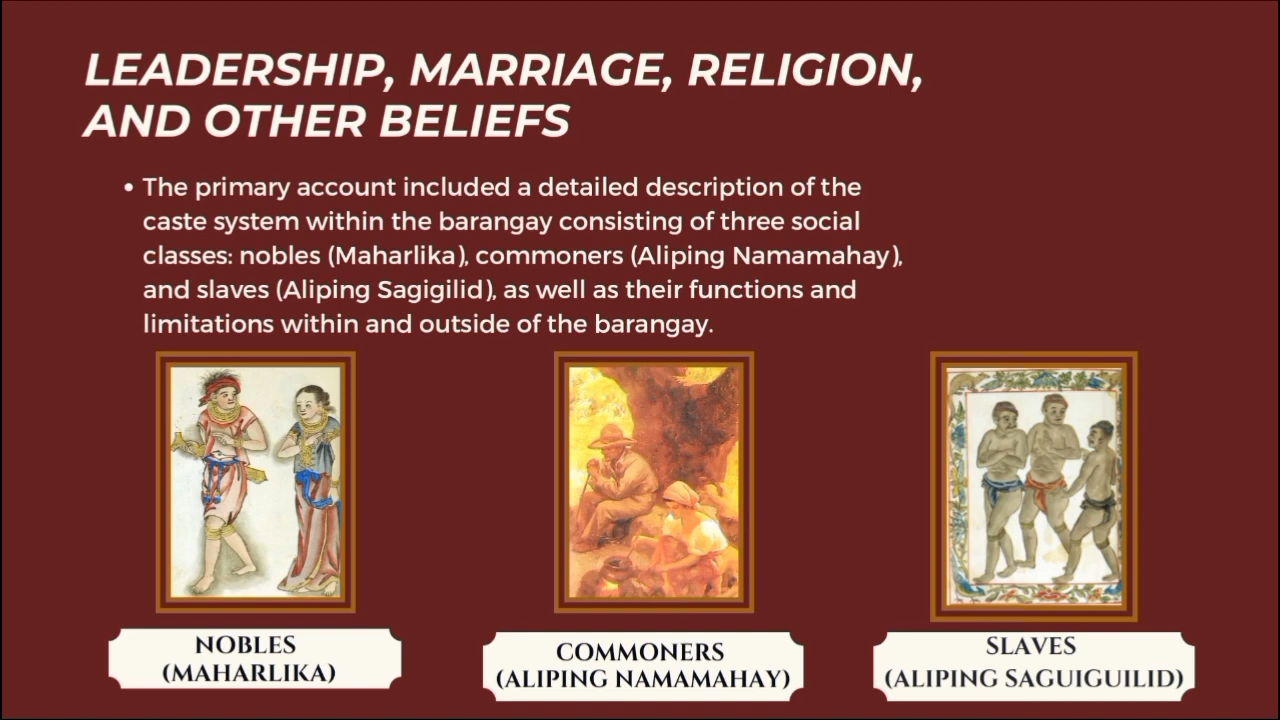 LEADERSHIP, MARRIAGE, RELIGION,
AND OTHER BELIEFS
• The primary account included a detailed description of the
caste system within the barangay consisting of three social
classes: nobles (Maharlika), commoners (Aliping Namamahay),
and slaves (Aliping Sagigilid), as well as their functions and
limitations within and outside of the barangay.
NOBLES
(MAHARLIKA)
COMMONERS
(ALIPING NAMAMAHAY)
SLAVES
(ALIPING SAGUIGUILID)